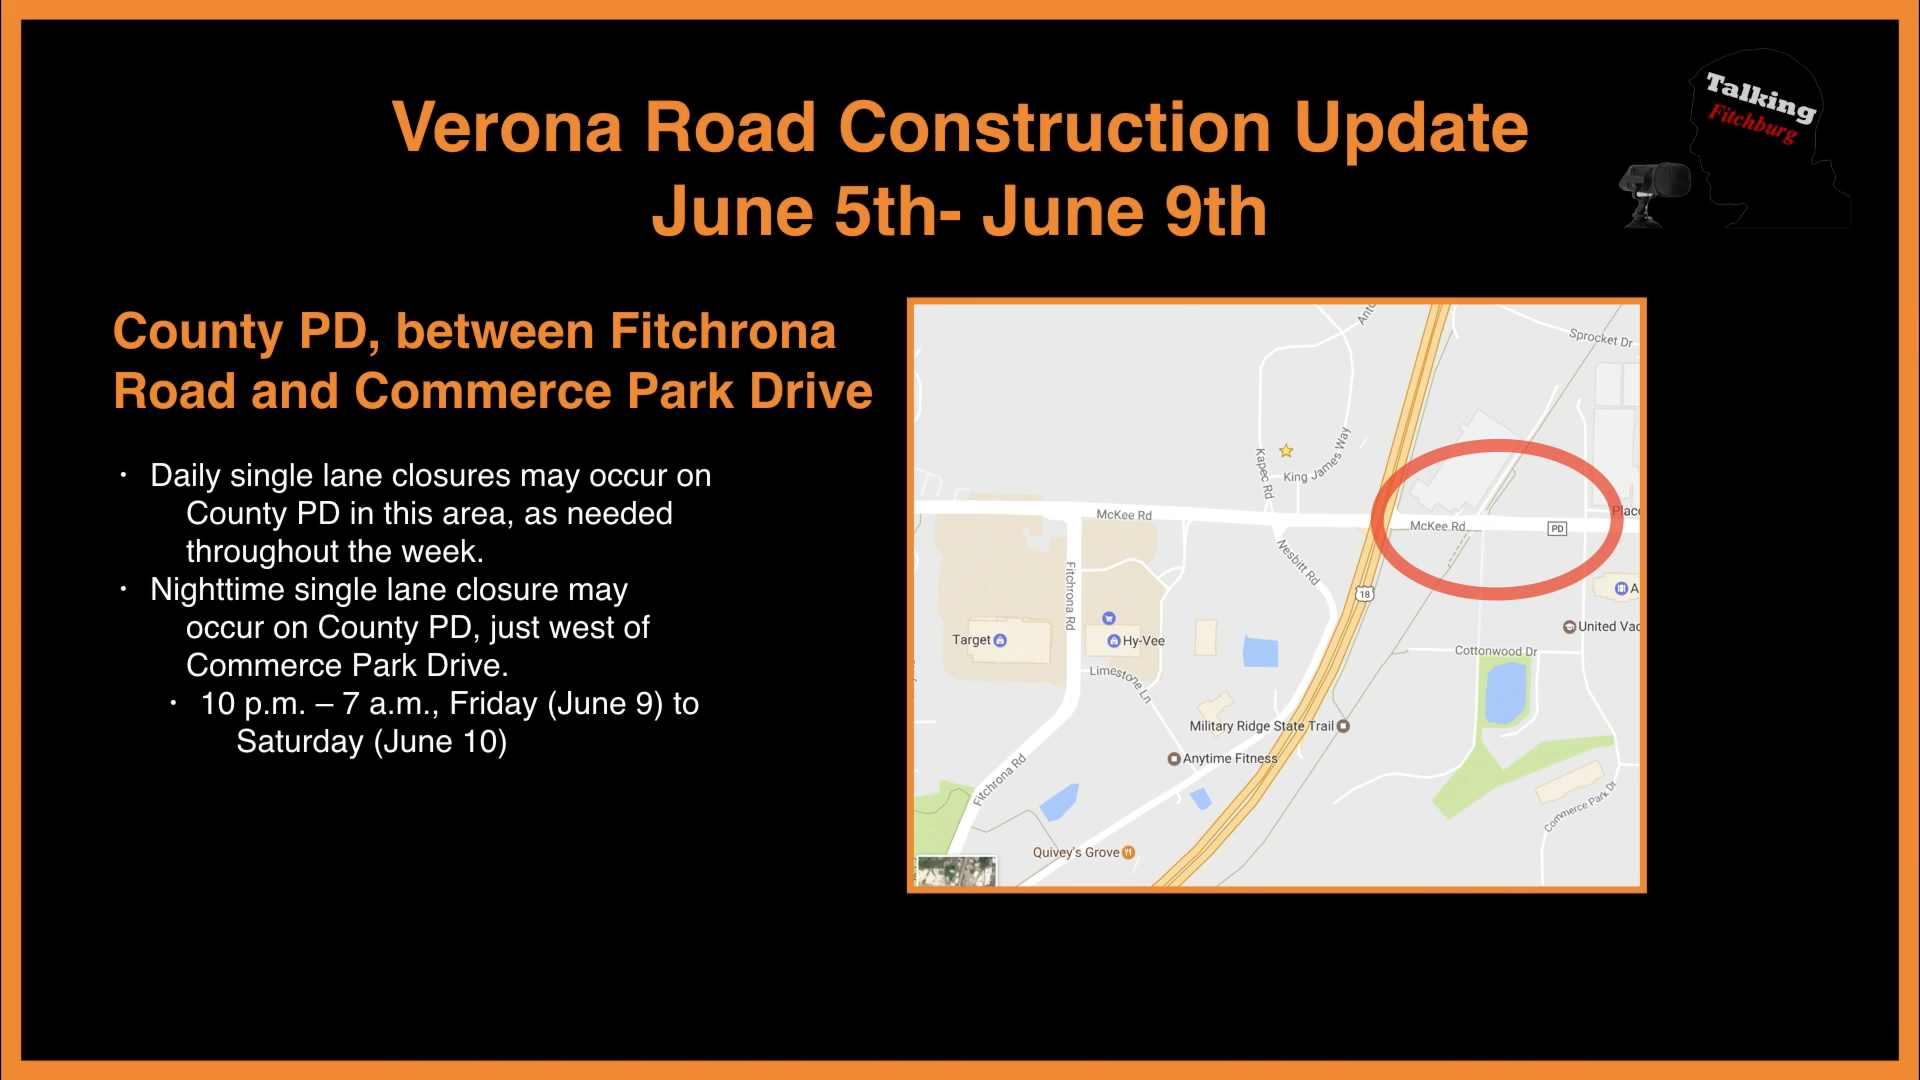 Talking
Fitchburg
Verona Road Construction Update
June 5th- June 9th
County PD, between Fitchrona
Road and Commerce Park Drive
• Daily single lane closures may occur on
County PD in this area, as needed
throughout the week.
• Nighttime single lane closure may
occur on County PD, just west of
Commerce Park Drive.
• 10 p.m. – 7 a.m., Friday (June 9) to
Saturday (June 10)
Sprocket Dr
Kapec Rd
King James Way
McKee Rd
McKee Rd
PD
Nesbitt Rd
Fitchrona Rd
18
Target
Hy-Vee
United Vac
Cottonwood Dr
Limestone Ln
Military Ridge State Trail
Anytime Fitness
Fitchrona Rd
Commerce Park Dr
Quivey's Grove